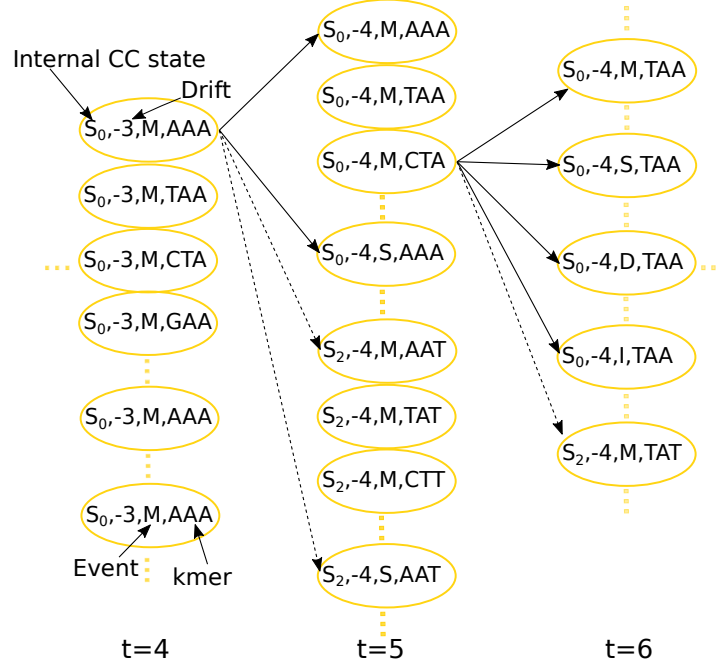 Internal CC state
Drift
S₀,-3,M,AAA
S₀,-3,M,TAA
S₀,-3,M,CTA
S₀,-3,M,GAA
S₀,-3,M,AAA
S₀,-3,M,AAA
Event
kmer
t=4
S₀,-4,M,AAA
S₀,-4,M,TAA
S₀,-4,M,CTA
S₀,-4,S,AAA
S₂,-4,M,AAT
S₂,-4,M,TAT
S₂,-4,M,CTT
S₂,-4,S,AAT
t=5
S₀,-4,M,TAA
S₀,-4,S,TAA
S₀,-4,D,TAA
S₀,-4,I,TAA
S₂,-4,M,TAT
t=6